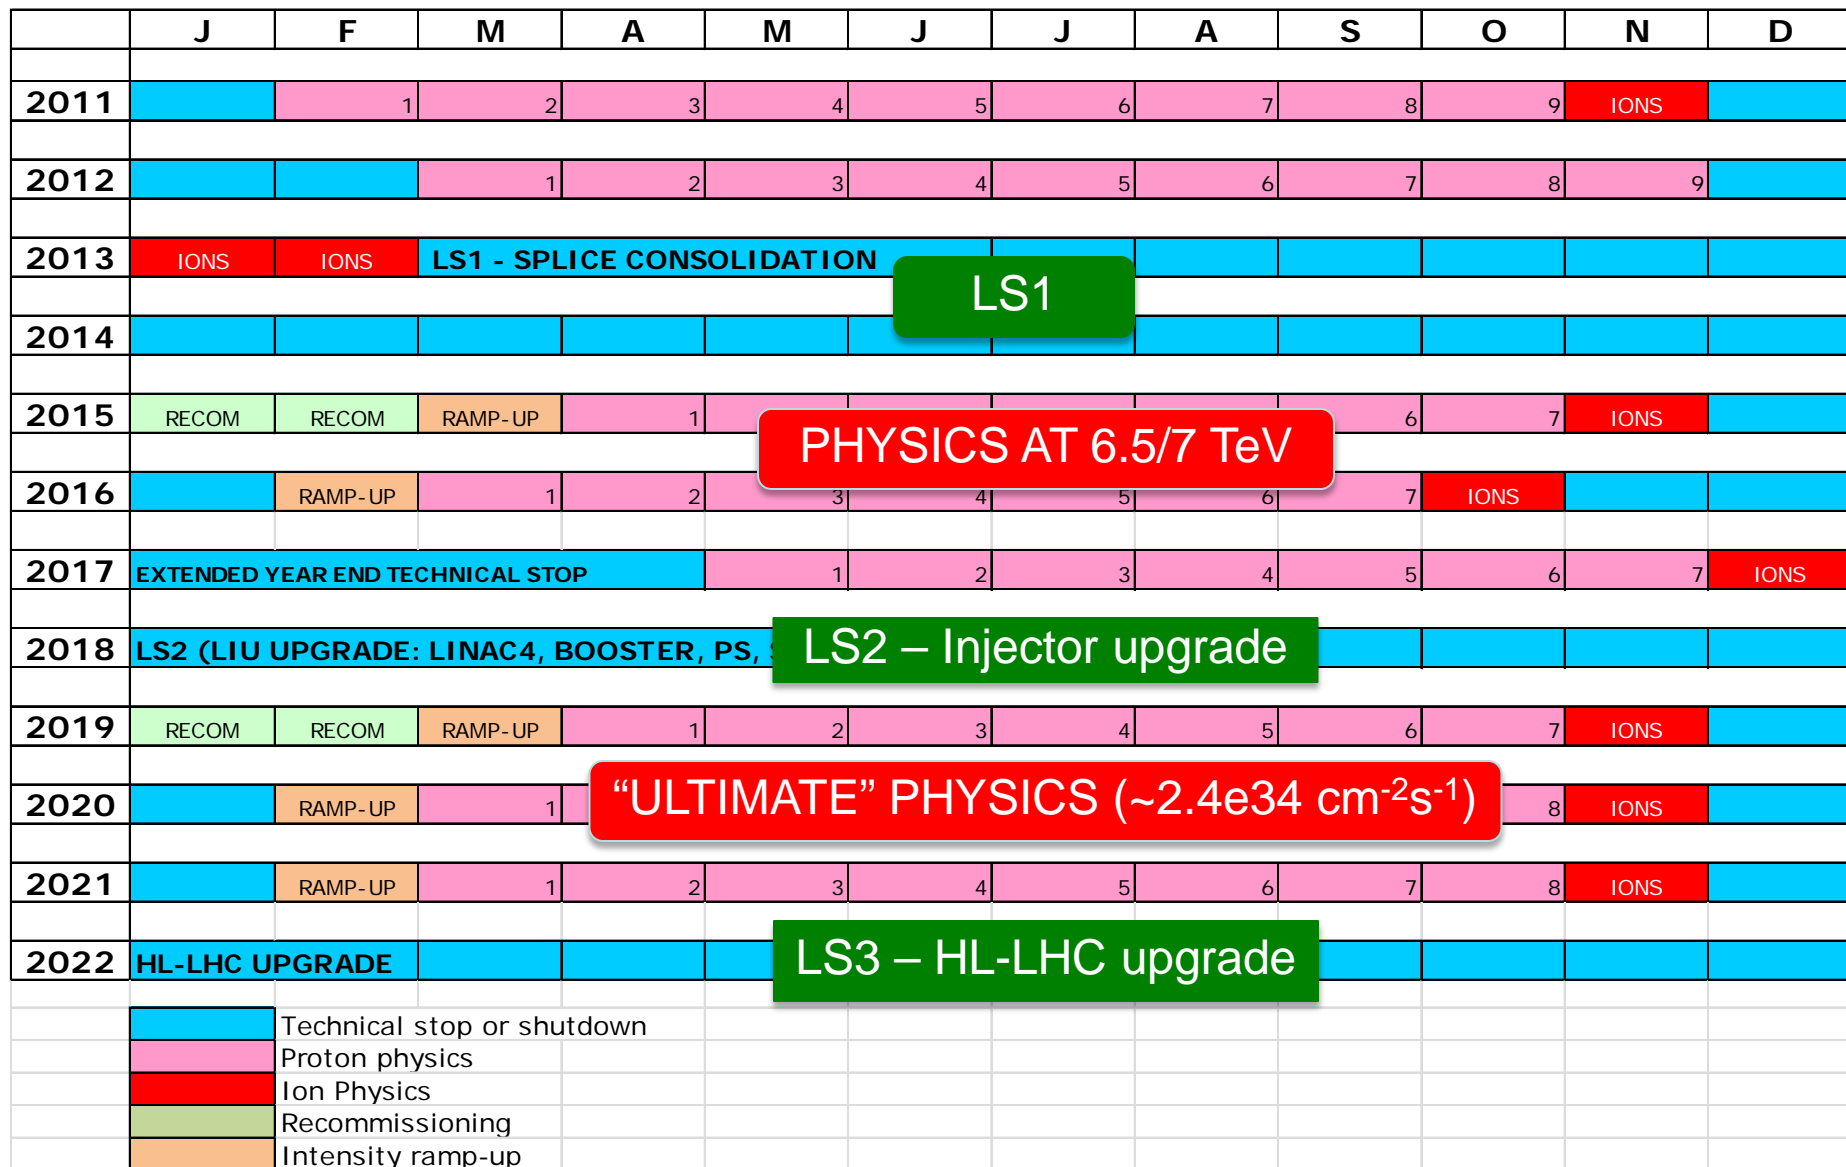 J F M A M J J A S O N D
2011 1 2 3 4 5 6 7 8 9 IONS
2012 1 2 3 4 5 6 7 8 9
2013 IONS IONS LS1 - SPLICE CONSOLIDATION
LS1
2014
2015 RECOM RECOM RAMP-UP 1 6 7 IONS
PHYSICS AT 6.5/7 TeV
2016 RAMP-UP 1 2 3 4 5 6 7 IONS
2017 EXTENDED YEAR END TECHNICAL STOP 1 2 3 4 5 6 7 IONS
2018 LS2 (LIU UPGRADE: LINAC4, BOOSTER, PS,
LS2 – Injector upgrade
2019 RECOM RECOM RAMP-UP 1 2 3 4 5 6 7 IONS
“ULTIMATE” PHYSICS (~2.4e34 cm⁻²s⁻¹)
2020 RAMP-UP 1 8 IONS
2021 RAMP-UP 1 2 3 4 5 6 7 8 IONS
2022 HL-LHC UPGRADE
LS3 – HL-LHC upgrade
Technical stop or shutdown
Proton physics
Ion Physics
Recommissioning
Intensity ramp-up